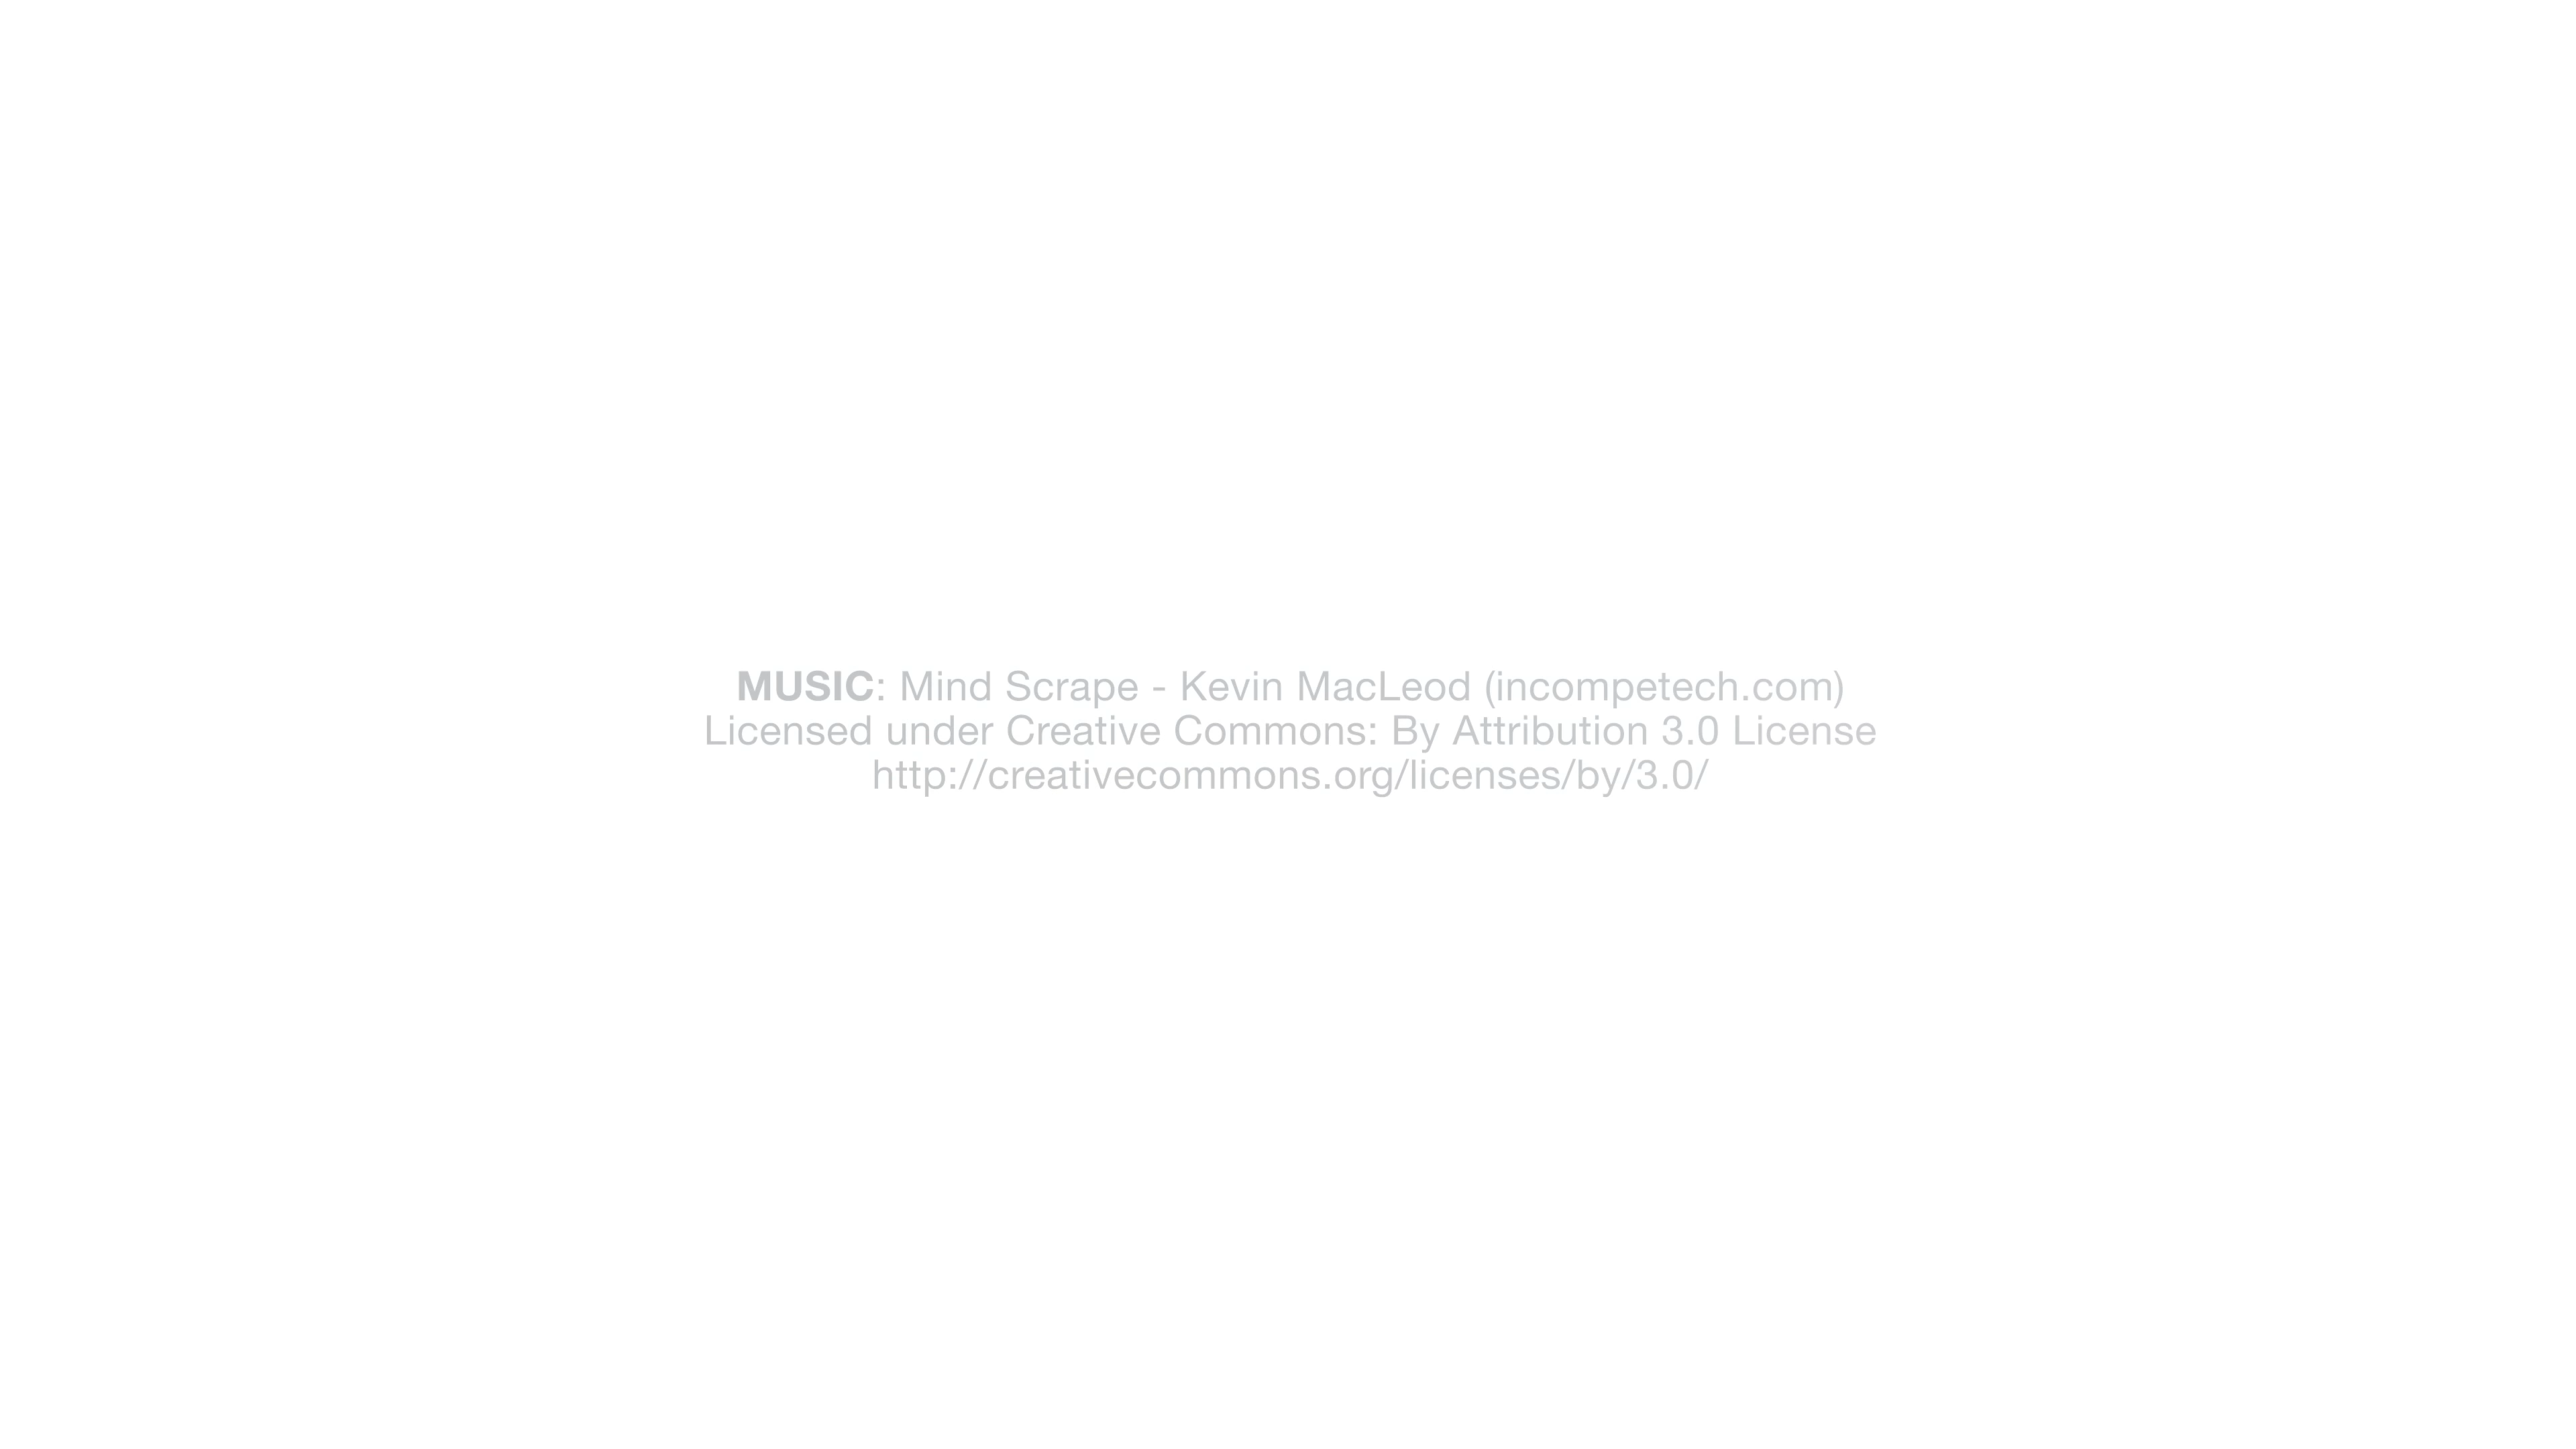 MUSIC: Mind Scrape - Kevin MacLeod (incompetech.com)
Licensed under Creative Commons: By Attribution 3.0 License
http://creativecommons.org/licenses/by/3.0/